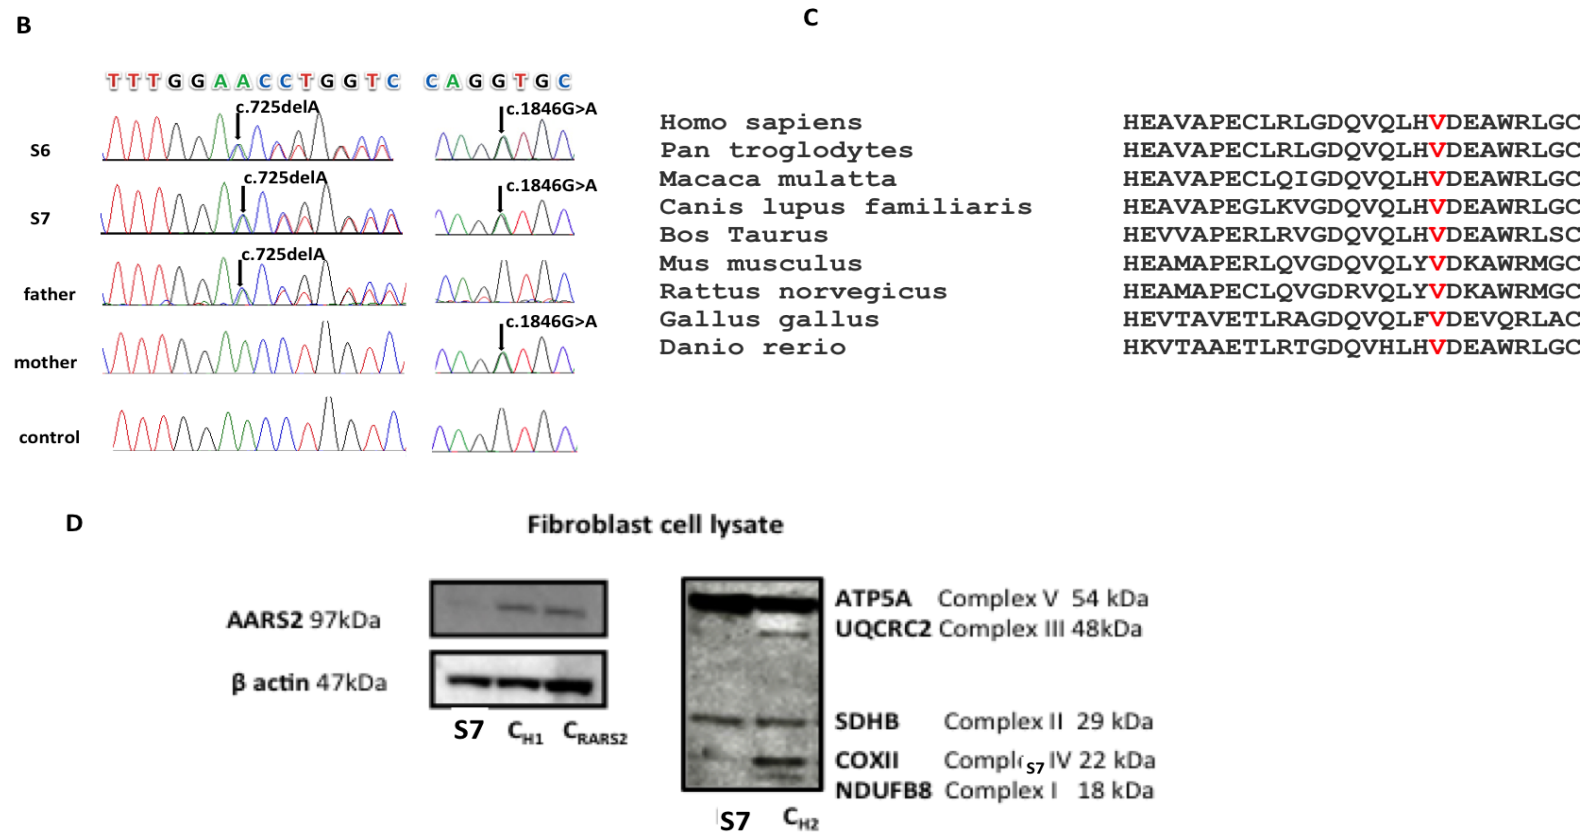 B
C
T T T G G A A C C T G G T C C A G G T G C
c.725delA
c.1846G>A
S6
c.725delA
c.1846G>A
S7
c.725delA
father
c.1846G>A
mother
control
Homo sapiens HEAVAPECLRLGDQVQLHVDEAWRLGC
Pan troglodytes HEAVAPECLRLGDQVQLHVDEAWRLGC
Macaca mulatta HEAVAPECLQIGDQVQLHVDEAWRLGC
Canis lupus familiaris HEAVAPEGLKVGDQVQLHVDEAWRLGC
Bos Taurus HEVVAPERLRVGDQVQLHVDEAWRLSC
Mus musculus HEAMAPERLQVGDQVQLYVDKAWRMGC
Rattus norvegicus HEAMAPECLQVGDRVQLYVDKAWRMGC
Gallus gallus HEVTAVETLRAGDQVQLFVDEVQRLAC
Danio rerio HKVTAAETLRTGDQVHLHVDEAWRLGC
D
Fibroblast cell lysate
AARS2 97kDa
β actin 47kDa
S7 CH1 CRARS2
ATP5A Complex V 54 kDa
UQCRC2 Complex III 48kDa
SDHB Complex II 29 kDa
COXII Compl S7 IV 22 kDa
NDUFB8 Complex I 18 kDa
S7 CH2